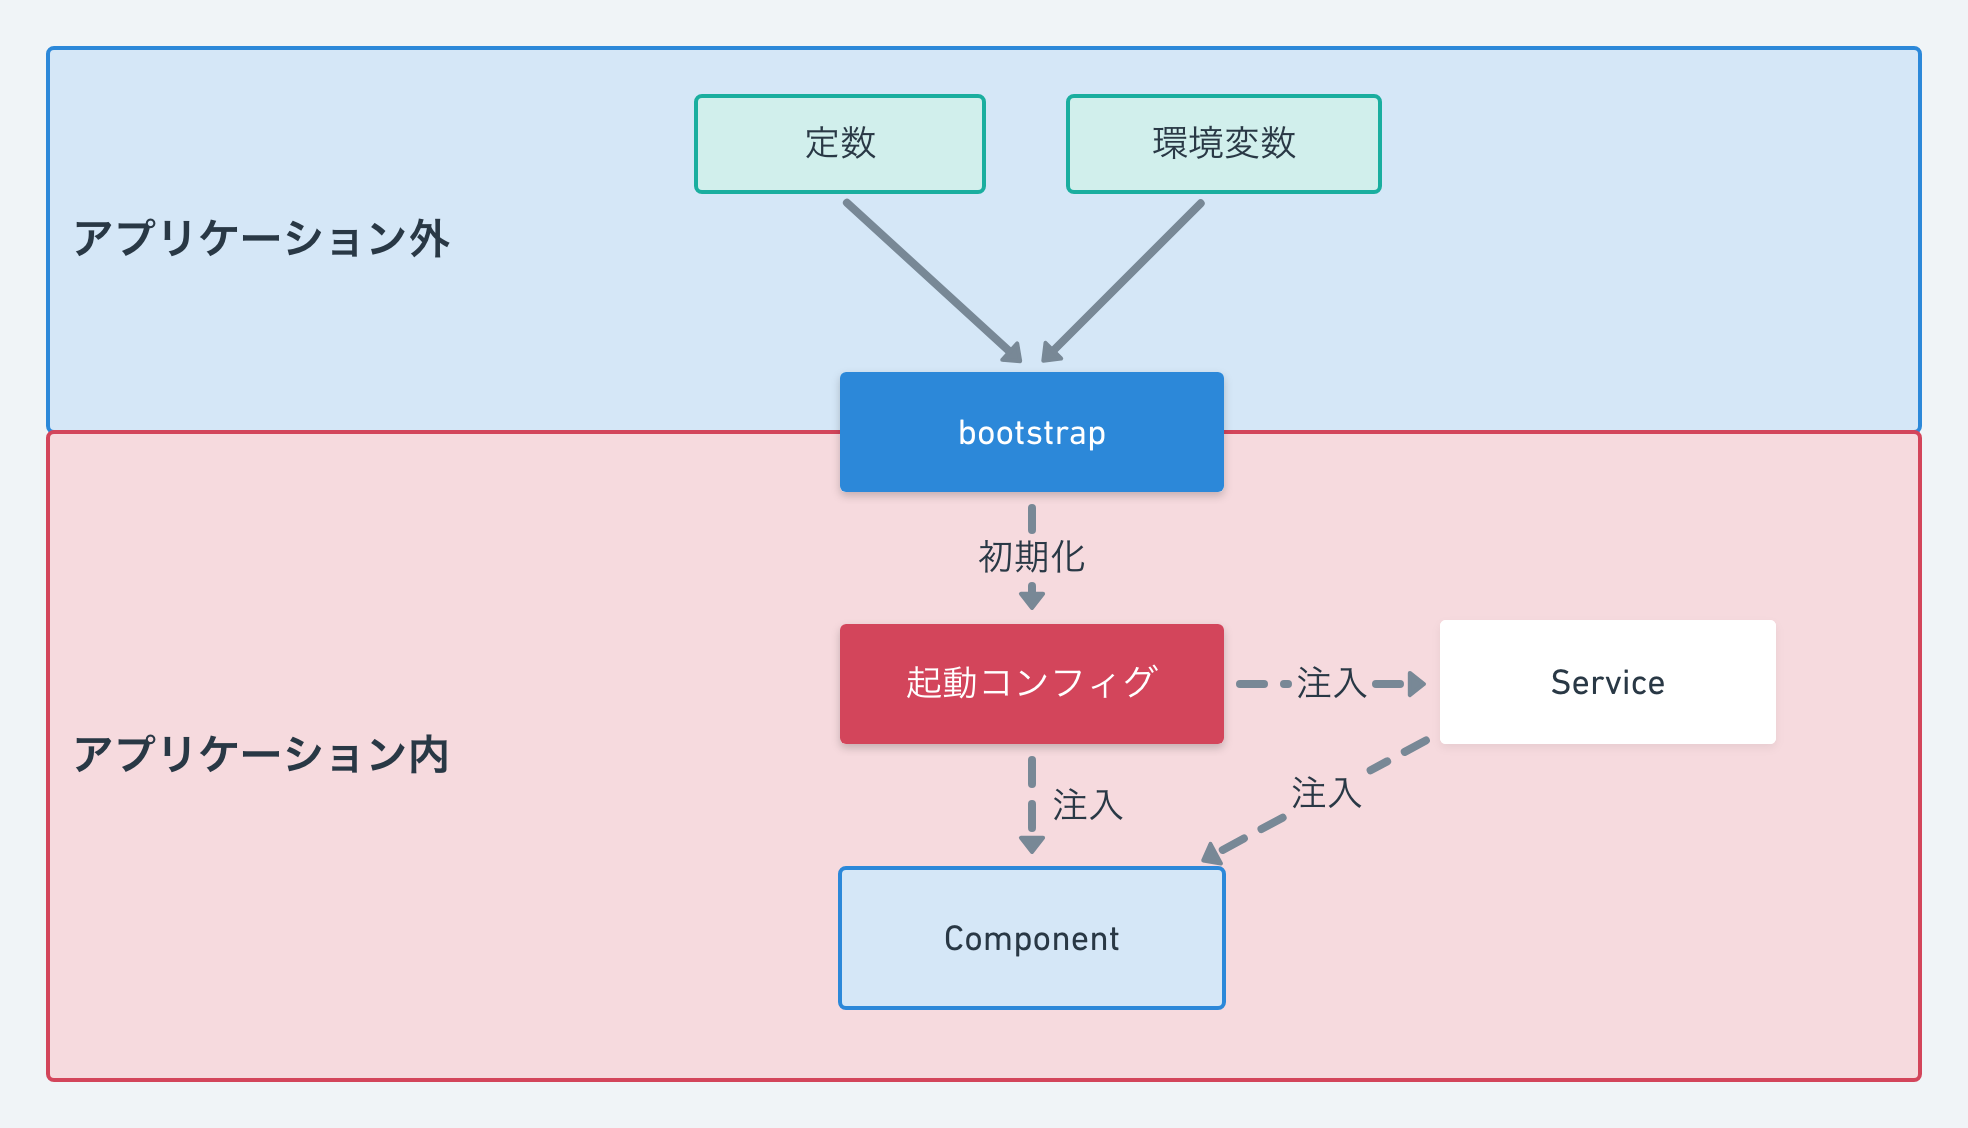 定数
環境変数
アプリケーション外
bootstrap
初期化
起動コンフィグ
注入
Service
アプリケーション内
注入
注入
Component